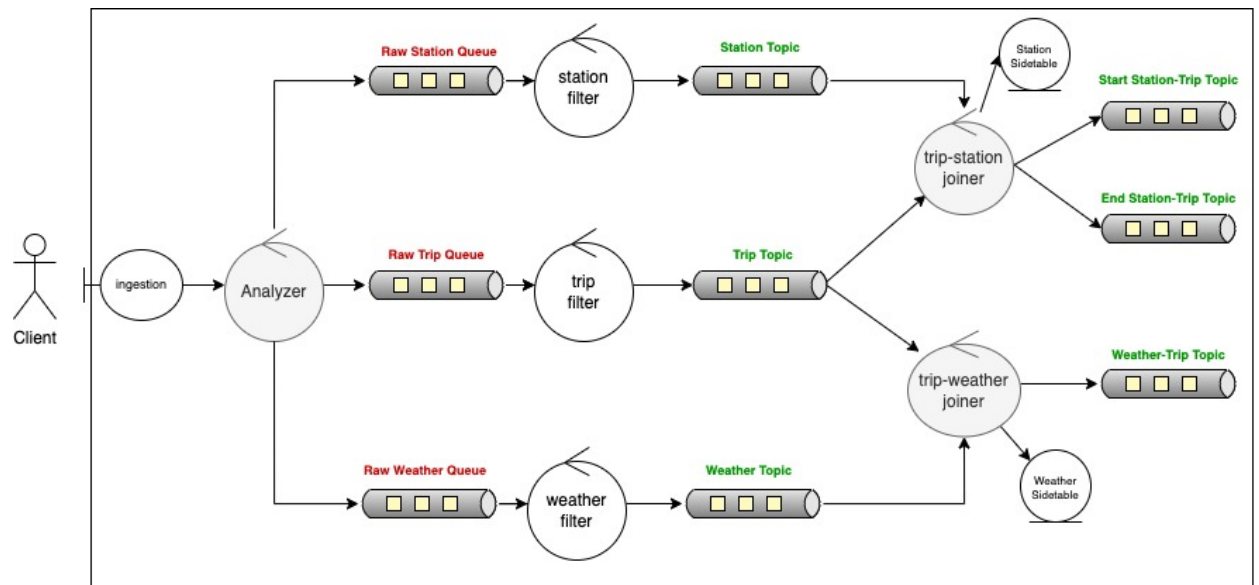 Raw Station Queue
station
filter
Station Topic
Station
Sidetable
Start Station-Trip Topic
trip-station
joiner
End Station-Trip Topic
Client
ingestion
Analyzer
Raw Trip Queue
trip
filter
Trip Topic
trip-weather
joiner
Weather-Trip Topic
Raw Weather Queue
weather
filter
Weather Topic
Weather
Sidetable